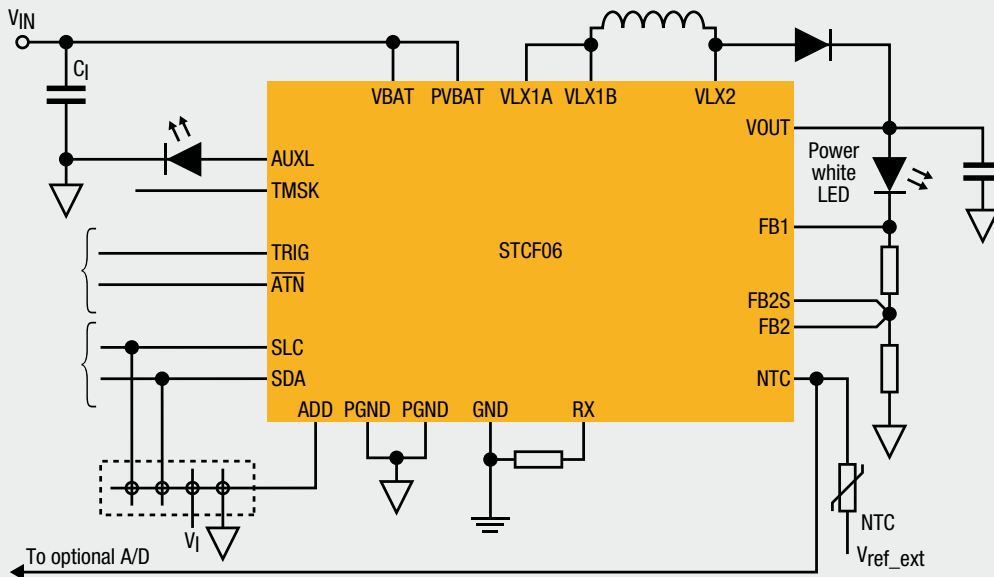 VIN
CI
VBAT
PVBAT
VLX1A
VLX1B
VLX2
VOUT
AUXL
TMSK
Power
white
LED
TRIG
ATN
STCF06
FB1
FB2S
FB2
SLC
SDA
NTC
ADD
PGND
PGND
GND
RX
VI
NTC
Vref_ext
To optional A/D